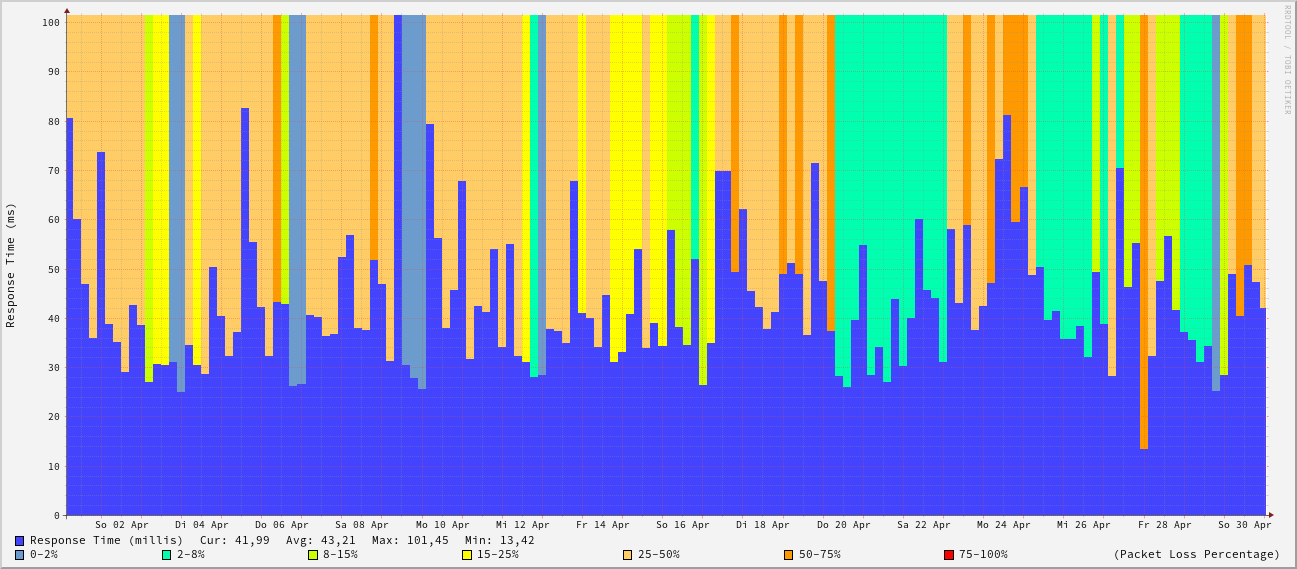 RRDTOOL / TOBI OETIKER
Response Time (ms)
100
90
80
70
60
50
40
30
20
10
0
So 02 Apr Di 04 Apr Do 06 Apr Sa 08 Apr Mo 10 Apr Mi 12 Apr Fr 14 Apr So 16 Apr Di 18 Apr Do 20 Apr Sa 22 Apr Mo 24 Apr Mi 26 Apr Fr 28 Apr So 30 Apr
Response Time (millis) Cur: 41,99 Avg: 43,21 Max: 101,45 Min: 13,42
0-2% 2-8% 8-15% 15-25% 25-50% 50-75% 75-100% (Packet Loss Percentage)